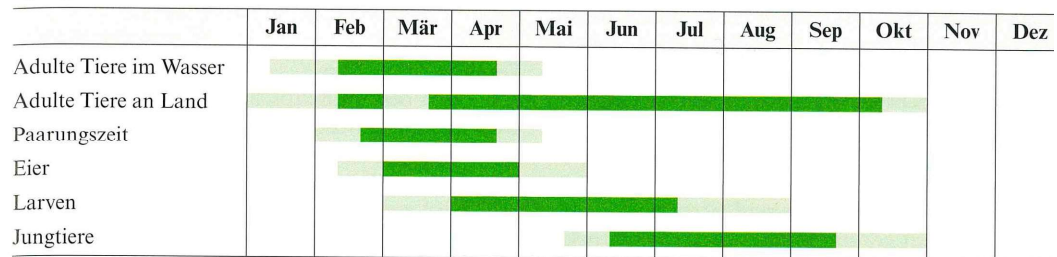 Jan Feb Mär Apr Mai Jun Jul Aug Sep Okt Nov Dez
Adulte Tiere im Wasser
Adulte Tiere an Land
Paarungszeit
Eier
Larven
Jungtiere